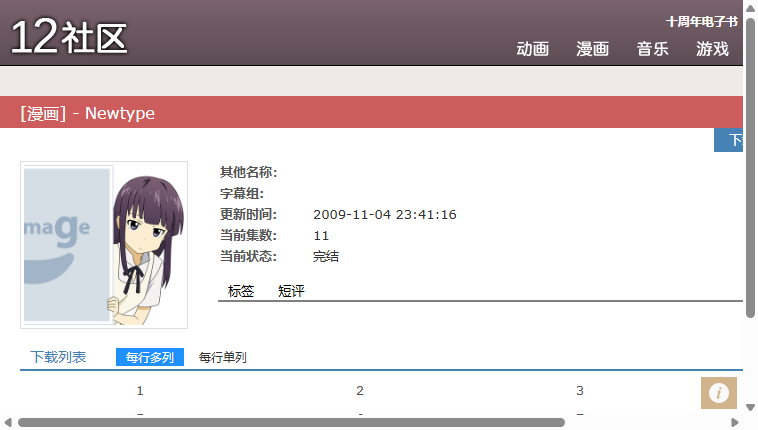 十周年电子书
12社区
动画 漫画 音乐 游戏
[漫画] - Newtype
下
mage
其他名称:
字幕组:
更新时间: 2009-11-04 23:41:16
当前集数: 11
当前状态: 完结
标签 短评
下载列表 每行多列 每行单列
1 2 3
i